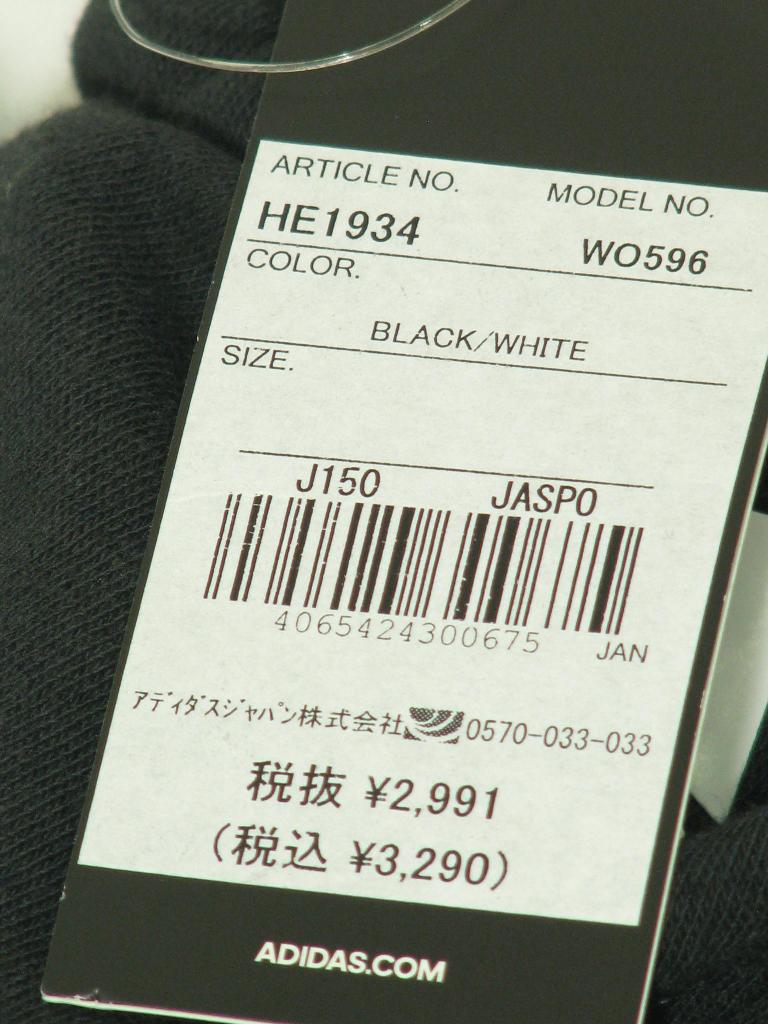 ARTICLE NO. MODEL NO.
HE1934 WO596
COLOR.
BLACK/WHITE
SIZE.
J150 JASPO
4065424300675 JAN
アディダスジャパン株式会社 0570-033-033
税抜 ¥2,991
(税込 ¥3,290)
ADIDAS.COM